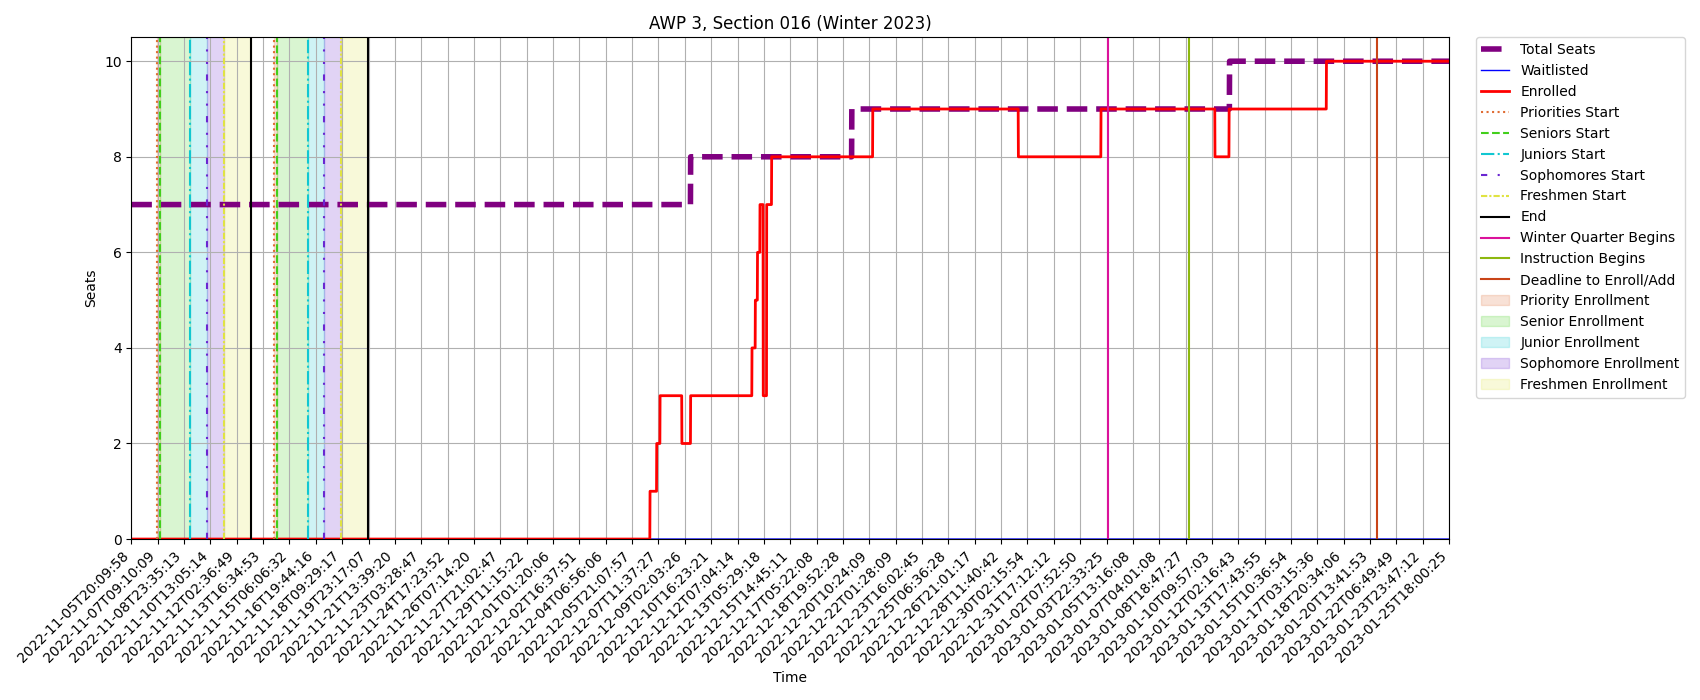 AWP 3, Section 016 (Winter 2023)
Seats
10
8
6
4
2
0
2022-11-05T20:09:58
2022-11-07T09:10:09
2022-11-08T23:35:13
2022-11-10T13:05:14
2022-11-12T02:36:49
2022-11-13T16:34:53
2022-11-15T06:06:32
2022-11-16T19:44:16
2022-11-18T09:29:17
2022-11-19T23:17:07
2022-11-21T13:39:20
2022-11-23T03:28:47
2022-11-24T17:23:52
2022-11-26T07:14:20
2022-11-27T21:02:47
2022-11-29T11:15:22
2022-12-01T01:20:06
2022-12-02T16:37:51
2022-12-04T06:56:06
2022-12-05T21:07:57
2022-12-07T11:37:27
2022-12-09T02:03:26
2022-12-10T16:23:21
2022-12-12T07:04:14
2022-12-13T05:29:18
2022-12-15T14:45:11
2022-12-17T05:22:08
2022-12-18T19:52:28
2022-12-20T10:24:09
2022-12-22T01:28:09
2022-12-23T16:02:45
2022-12-25T06:36:28
2022-12-26T21:01:17
2022-12-28T11:40:42
2022-12-30T02:15:54
2022-12-31T17:12:12
2023-01-02T07:52:50
2023-01-03T22:33:25
2023-01-05T13:16:08
2023-01-07T04:01:08
2023-01-08T18:47:27
2023-01-10T09:57:03
2023-01-12T02:16:43
2023-01-13T17:43:55
2023-01-15T10:36:54
2023-01-17T03:15:36
2023-01-18T20:34:06
2023-01-20T13:41:53
2023-01-22T06:49:49
2023-01-23T23:47:12
2023-01-25T18:00:25
Time
Total Seats
Waitlisted
Enrolled
Priorities Start
Seniors Start
Juniors Start
Sophomores Start
Freshmen Start
End
Winter Quarter Begins
Instruction Begins
Deadline to Enroll/Add
Priority Enrollment
Senior Enrollment
Junior Enrollment
Sophomore Enrollment
Freshmen Enrollment